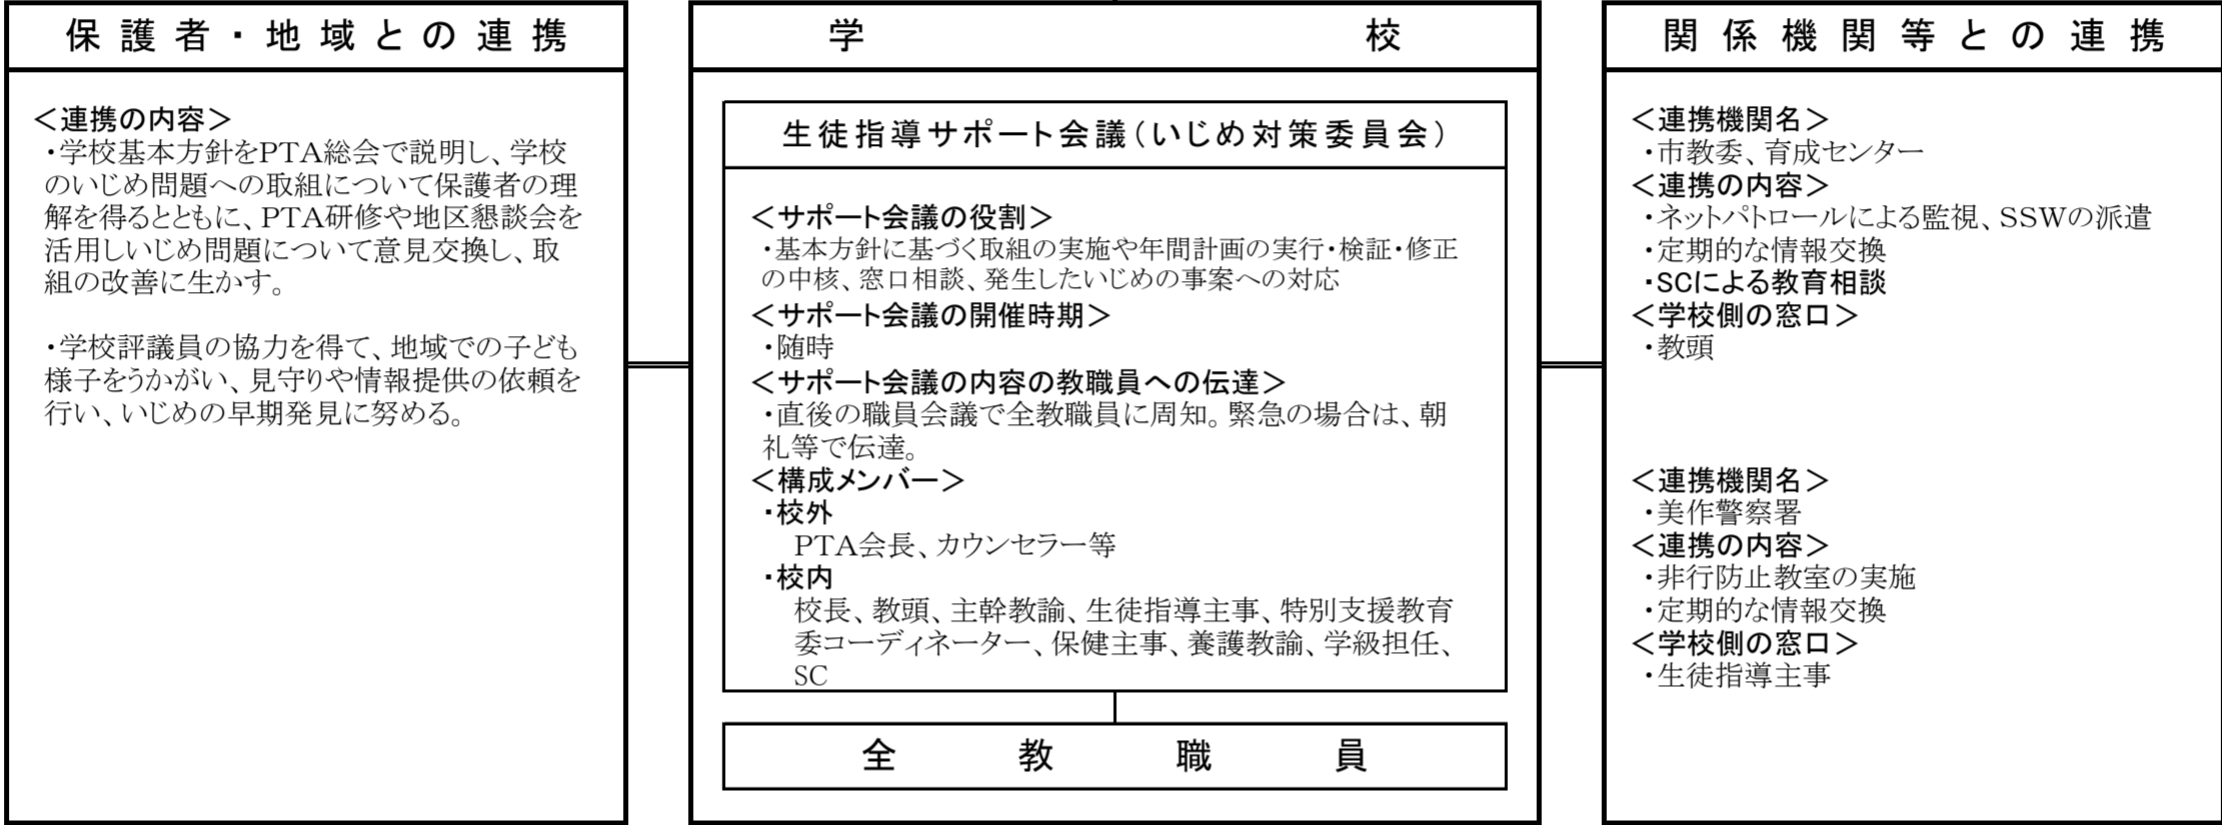 保護者・地域との連携
＜連携の内容＞
・学校基本方針をPTA総会で説明し、学校
のいじめ問題への取組について保護者の理
解を得るとともに、PTA研修や地区懇談会を
活用しいじめ問題について意見交換し、取
組の改善に生かす。
・学校評議員の協力を得て、地域での子ども
様子をうかがい、見守りや情報提供の依頼を
行い、いじめの早期発見に努める。
学校
生徒指導サポート会議(いじめ対策委員会)
＜サポート会議の役割＞
・基本方針に基づく取組の実施や年間計画の実行・検証・修正
の中核、窓口相談、発生したいじめの事案への対応
＜サポート会議の開催時期＞
・随時
＜サポート会議の内容の教職員への伝達＞
・直後の職員会議で全教職員に周知。緊急の場合は、朝
礼等で伝達。
＜構成メンバー＞
・校外
PTA会長、カウンセラー等
・校内
校長、教頭、主幹教諭、生徒指導主事、特別支援教育
委コーディネーター、保健主事、養護教諭、学級担任、
SC
全教職員
関係機関等との連携
＜連携機関名＞
・市教委、育成センター
＜連携の内容＞
・ネットパトロールによる監視、SSWの派遣
・定期的な情報交換
・SCによる教育相談
＜学校側の窓口＞
・教頭
＜連携機関名＞
・美作警察署
＜連携の内容＞
・非行防止教室の実施
・定期的な情報交換
＜学校側の窓口＞
・生徒指導主事